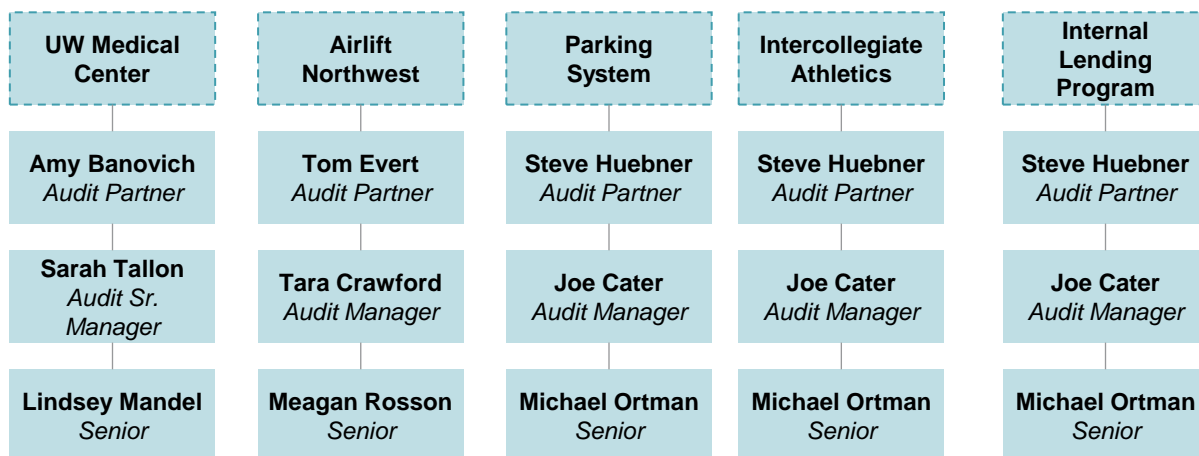 UW Medical
Center
Amy Banovich
Audit Partner
Sarah Tallon
Audit Sr.
Manager
Lindsey Mandel
Senior
Airlift
Northwest
Tom Evert
Audit Partner
Tara Crawford
Audit Manager
Meagan Rosson
Senior
Parking
System
Steve Huebner
Audit Partner
Joe Cater
Audit Manager
Michael Ortman
Senior
Intercollegiate
Athletics
Steve Huebner
Audit Partner
Joe Cater
Audit Manager
Michael Ortman
Senior
Internal
Lending
Program
Steve Huebner
Audit Partner
Joe Cater
Audit Manager
Michael Ortman
Senior